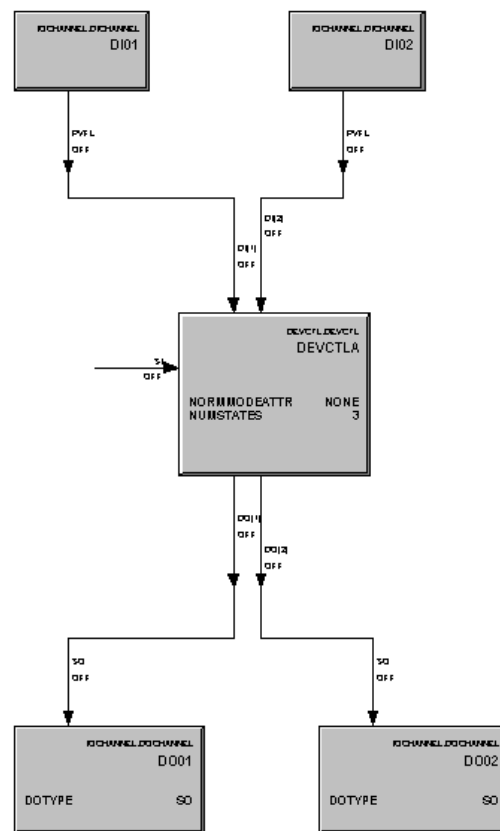 IOCHANNEL.DICHANNEL
DI01
IOCHANNEL.DICHANNEL
DI02
PVFL
OFF
PVFL
OFF
DI[2]
OFF
DI[1]
OFF
DEVCTL.DEVCTL
DEVCTLA
SI
OFF
NORMMODEATTR NONE
NUMSTATES 3
DO[1]
OFF
DO[2]
OFF
SO
OFF
SO
OFF
IOCHANNEL.DOCHANNEL
DO01
DOTYPE SO
IOCHANNEL.DOCHANNEL
DO02
DOTYPE SO